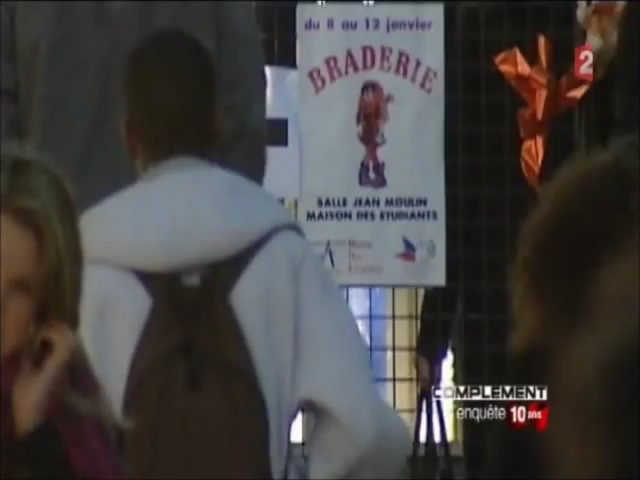 du 8 au 12 janvier
BRADERIE
SALLE JEAN MOULIN
MAISON DES ETUDIANTS
2
COMPLEMENT
enquête 10 ans